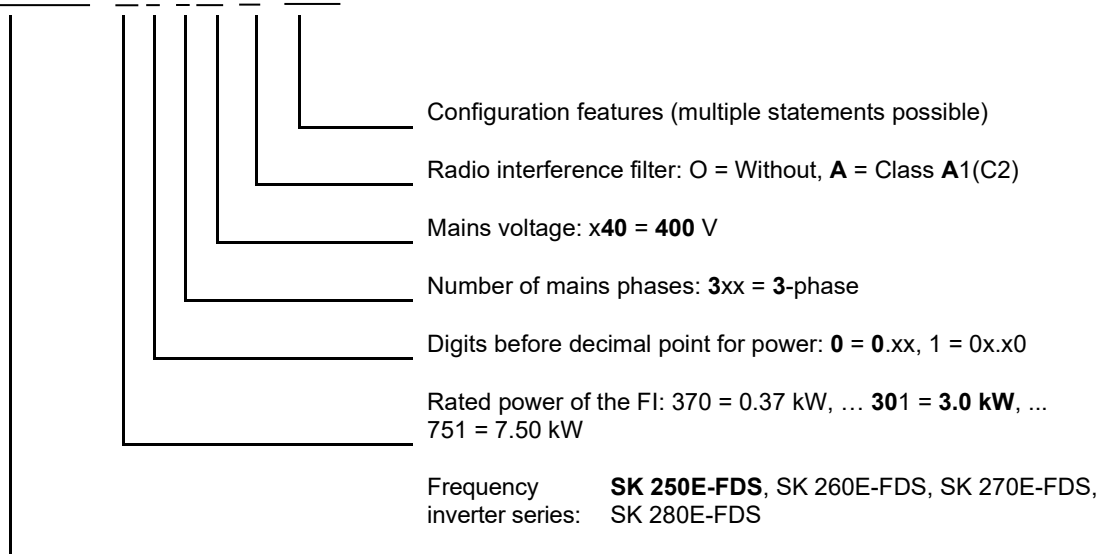 Configuration features (multiple statements possible)
Radio interference filter: O = Without, A = Class A1(C2)
Mains voltage: x40 = 400 V
Number of mains phases: 3xx = 3-phase
Digits before decimal point for power: 0 = 0.xx, 1 = 0x.x0
Rated power of the FI: 370 = 0.37 kW, … 301 = 3.0 kW, ...
751 = 7.50 kW
Frequency SK 250E-FDS, SK 260E-FDS, SK 270E-FDS,
inverter series: SK 280E-FDS